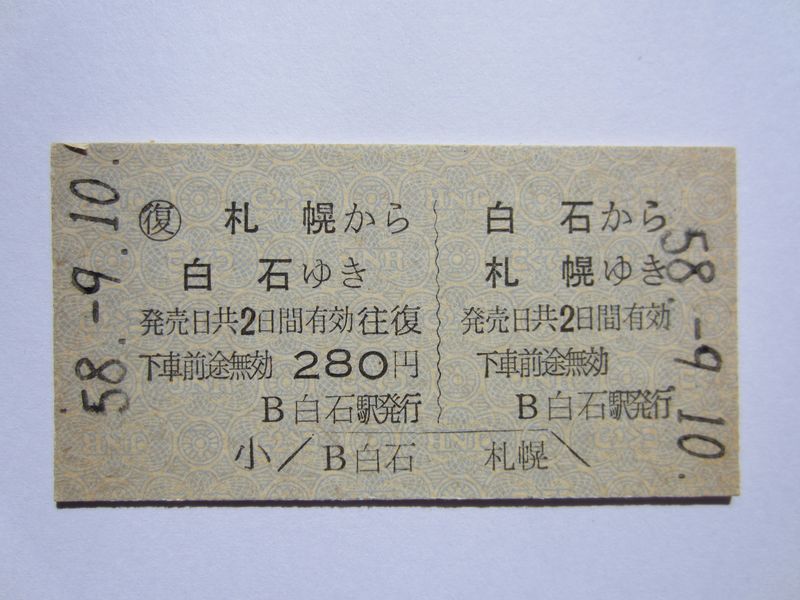 58.-9.10.
㊝ 札幌から
白石ゆき
発売日共2日間有効往復
下車前途無効 280円
B白石駅発行
小/B白石
白石から
札幌ゆき
発売日共2日間有効
下車前途無効
B白石駅発行
札幌\
58.-9.10.